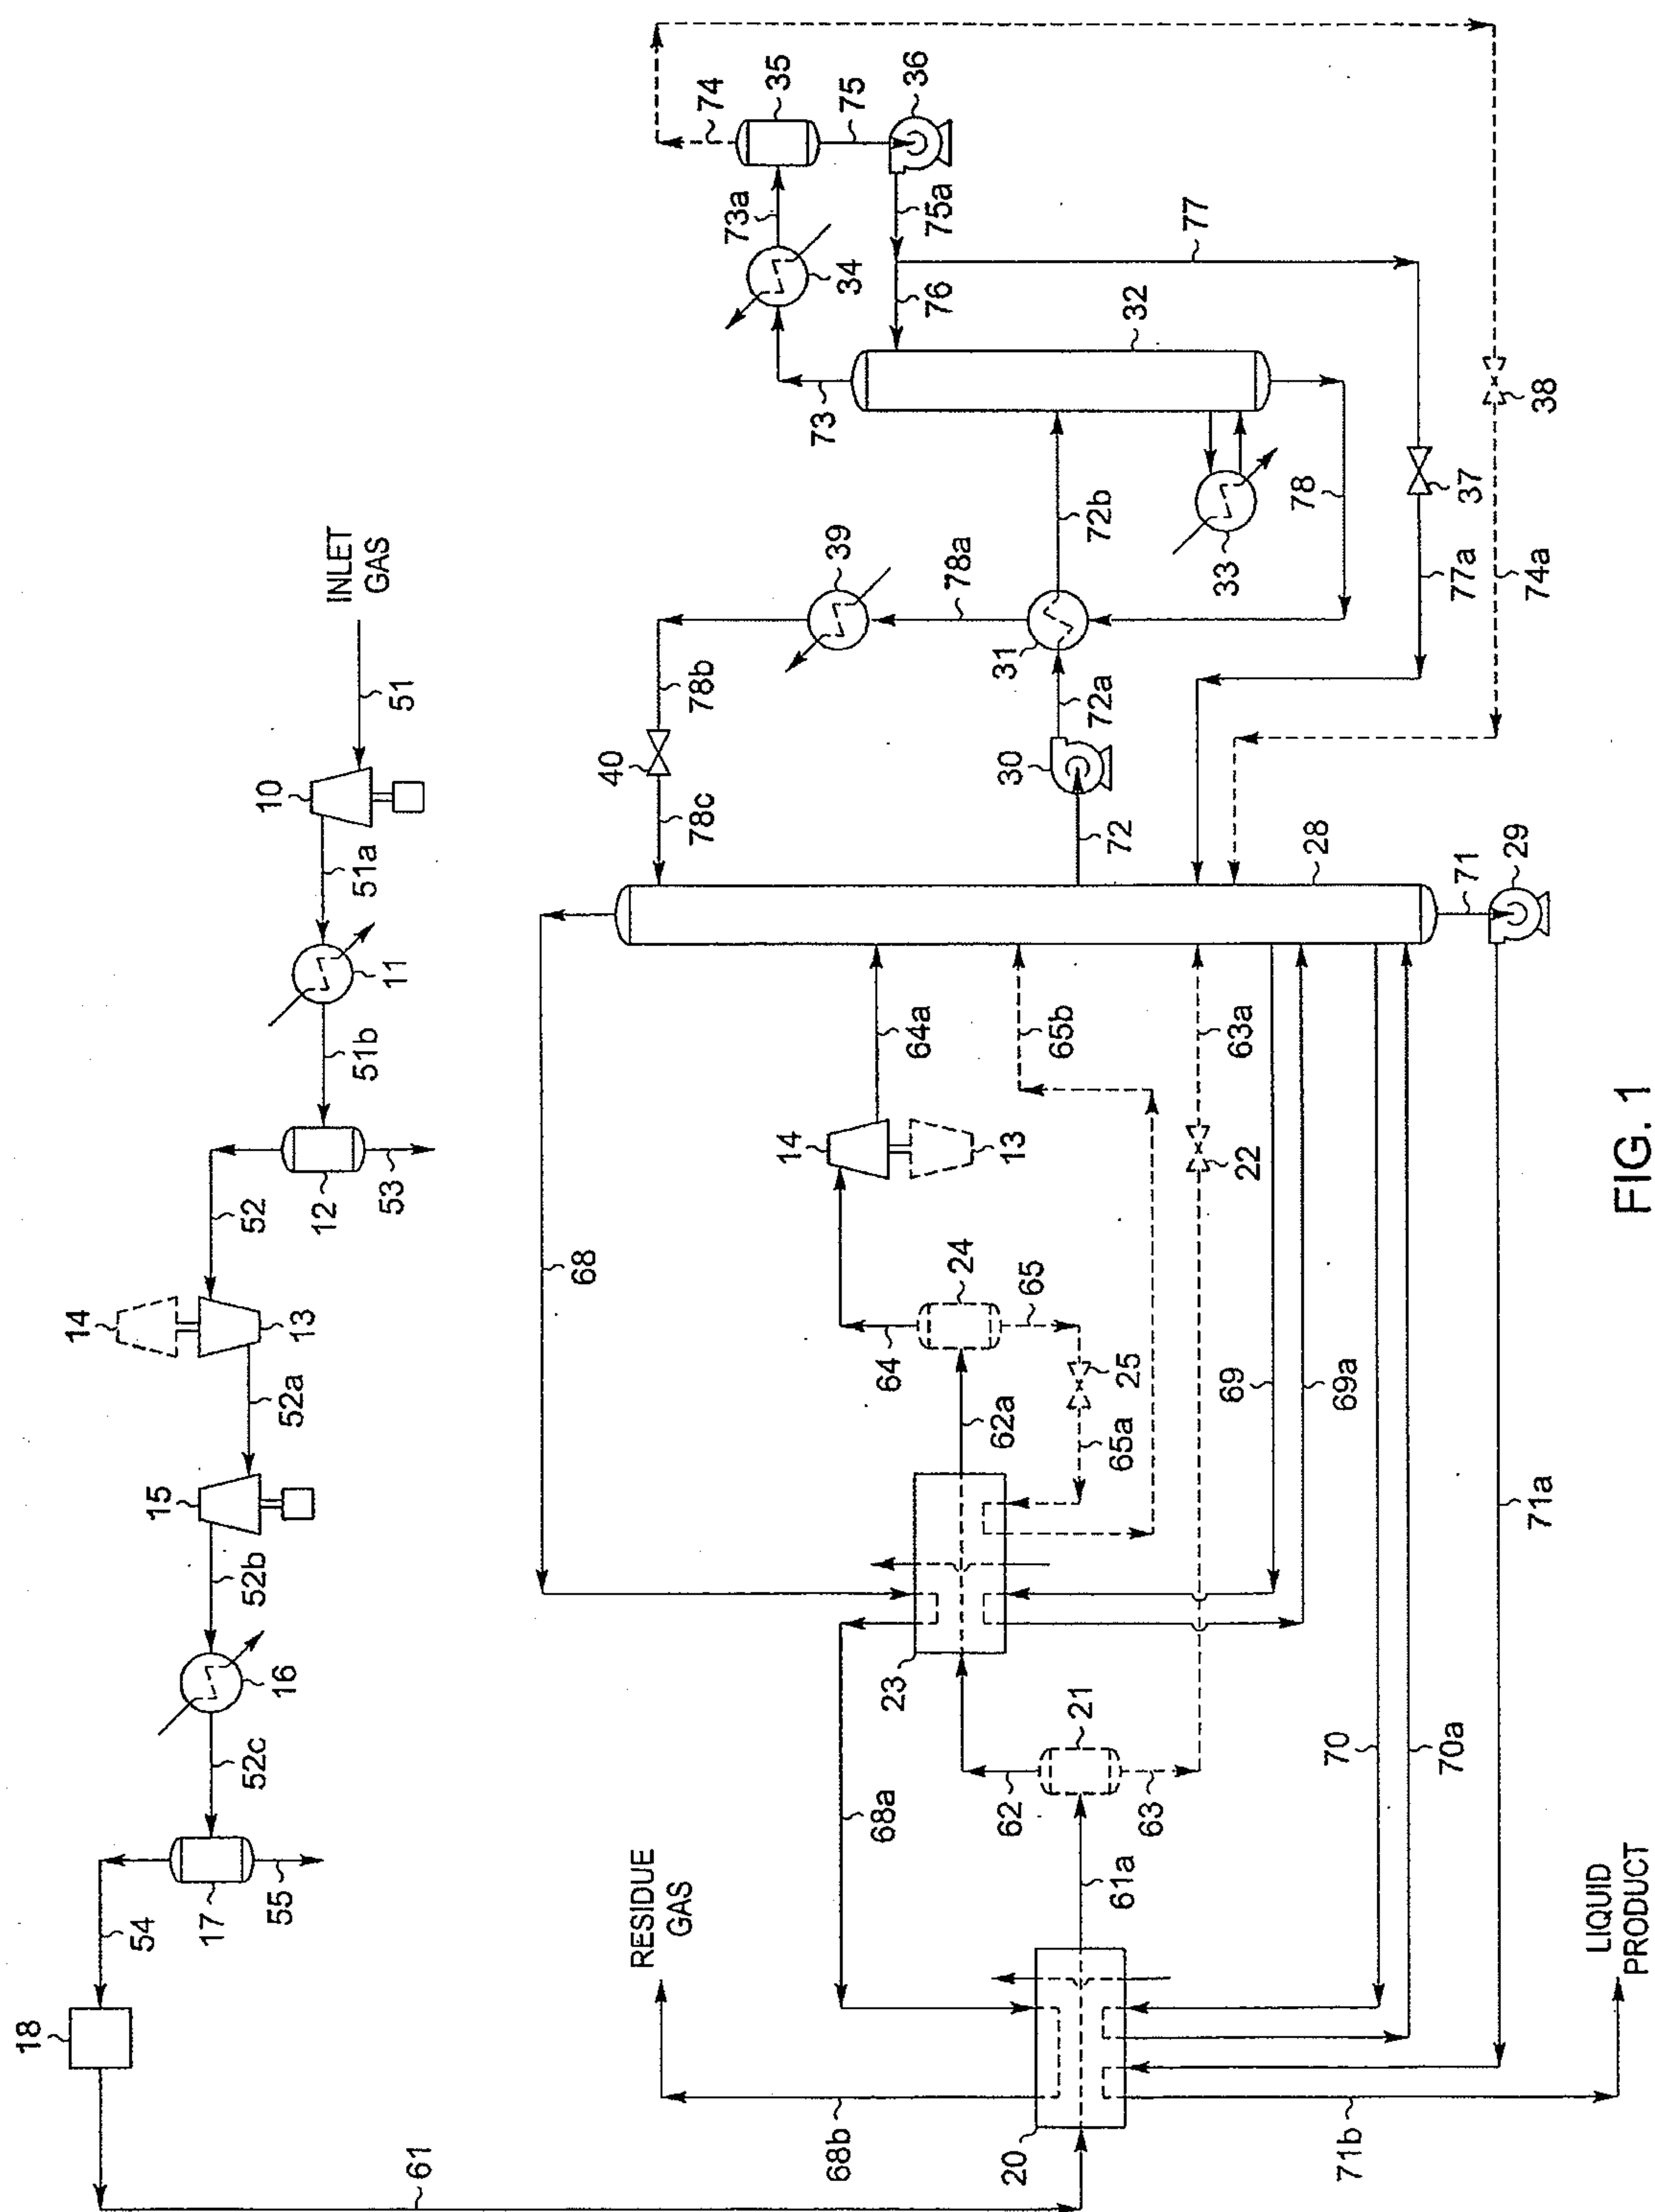 INLET
GAS
51
10
51a
11
51b
12
53
52
14
13
52a
15
52b
16
52c
17
55
54
18
61
74
35
75
36
73a
34
75a
76
77
32
73
38
37
33
78
72b
39
78a
31
72a
77a
74a
78b
40
78c
30
72
28
71
29
68
64a
65b
63a
14
13
22
24
65
64
25
62a
65a
69
69a
71a
23
21
62
63
70
70a
68a
61a
RESIDUE
GAS
LIQUID
PRODUCT
68b
20
71b
FIG. 1